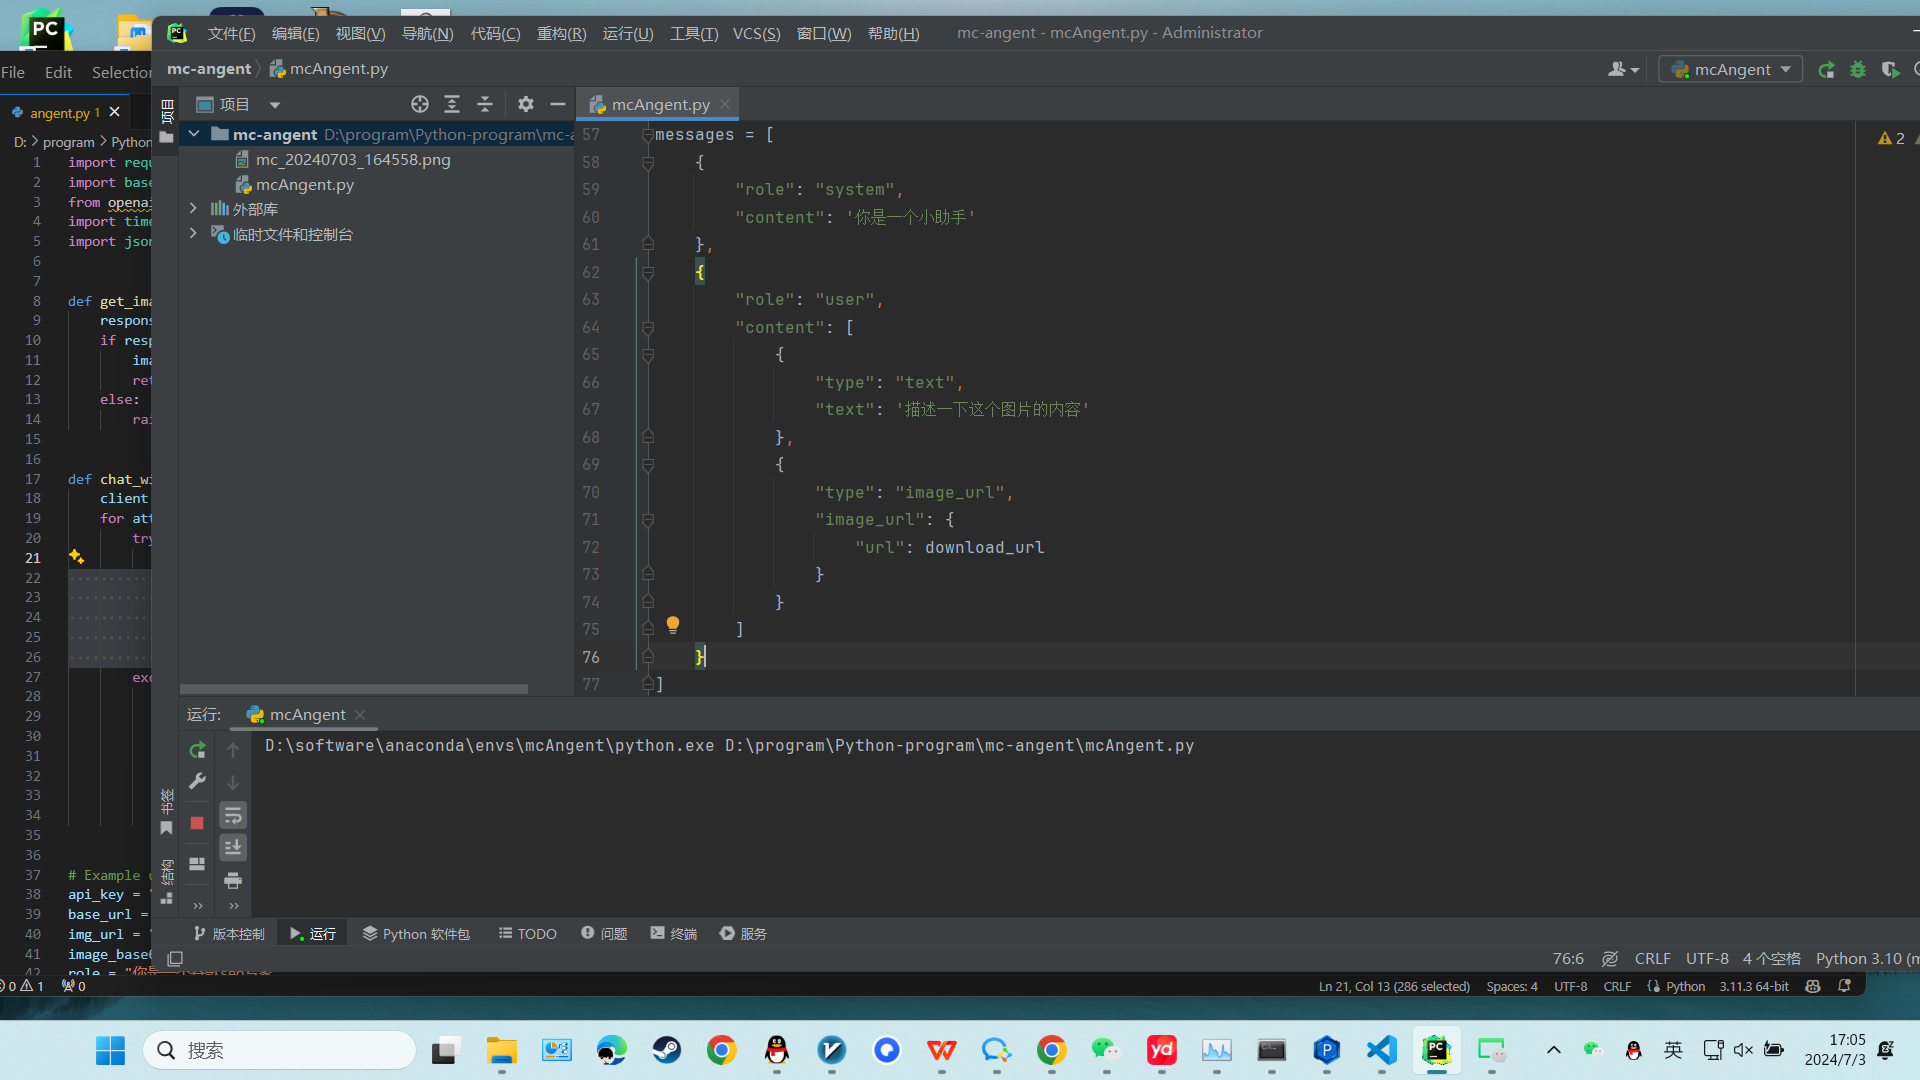 文件(F) 编辑(E) 视图(V) 导航(N) 代码(C) 重构(R) 运行(U) 工具(T) VCS(S) 窗口(W) 帮助(H) mc-angent - mcAngent.py - Administrator
File Edit Selection
mc-angent mcAngent.py
mcAngent
angent.py 1
D: > program > Python
1 import requ
2 import base
3 from openai
4 import time
5 import json
6
7
8 def get_ima
9 respons
10 if resp
11 ima
12 ret
13 else:
14 rai
15
16
17 def chat_wi
18 client
19 for att
20 try
21
22
23
24
25
26
27 exc
28
29
30
31
32
33
34
35
36
37 # Example u
38 api_key = 
39 base_url =
40 img_url = 
41 image_base6
42 role =
项目
项目
mc-angent D:\program\Python-program\mc-a
mc_20240703_164558.png
mcAngent.py
外部库
临时文件和控制台
书签
结构
mcAngent.py
57 messages = [
58 {
59 "role": "system",
60 "content": '你是一个小助手'
61 },
62 {
63 "role": "user",
64 "content": [
65 {
66 "type": "text",
67 "text": '描述一下这个图片的内容'
68 },
69 {
70 "type": "image_url",
71 "image_url": {
72 "url": download_url
73 }
74 }
75 ]
76 }
77 ]
2
运行: mcAngent
D:\software\anaconda\envs\mcAngent\python.exe D:\program\Python-program\mc-angent\mcAngent.py
版本控制 运行 Python 软件包 TODO 问题 终端 服务
76:6 CRLF UTF-8 4 个空格 Python 3.10 (m
0 1 0
Ln 21, Col 13 (286 selected) Spaces: 4 UTF-8 CRLF Python 3.11.3 64-bit
搜索
英
17:05
2024/7/3